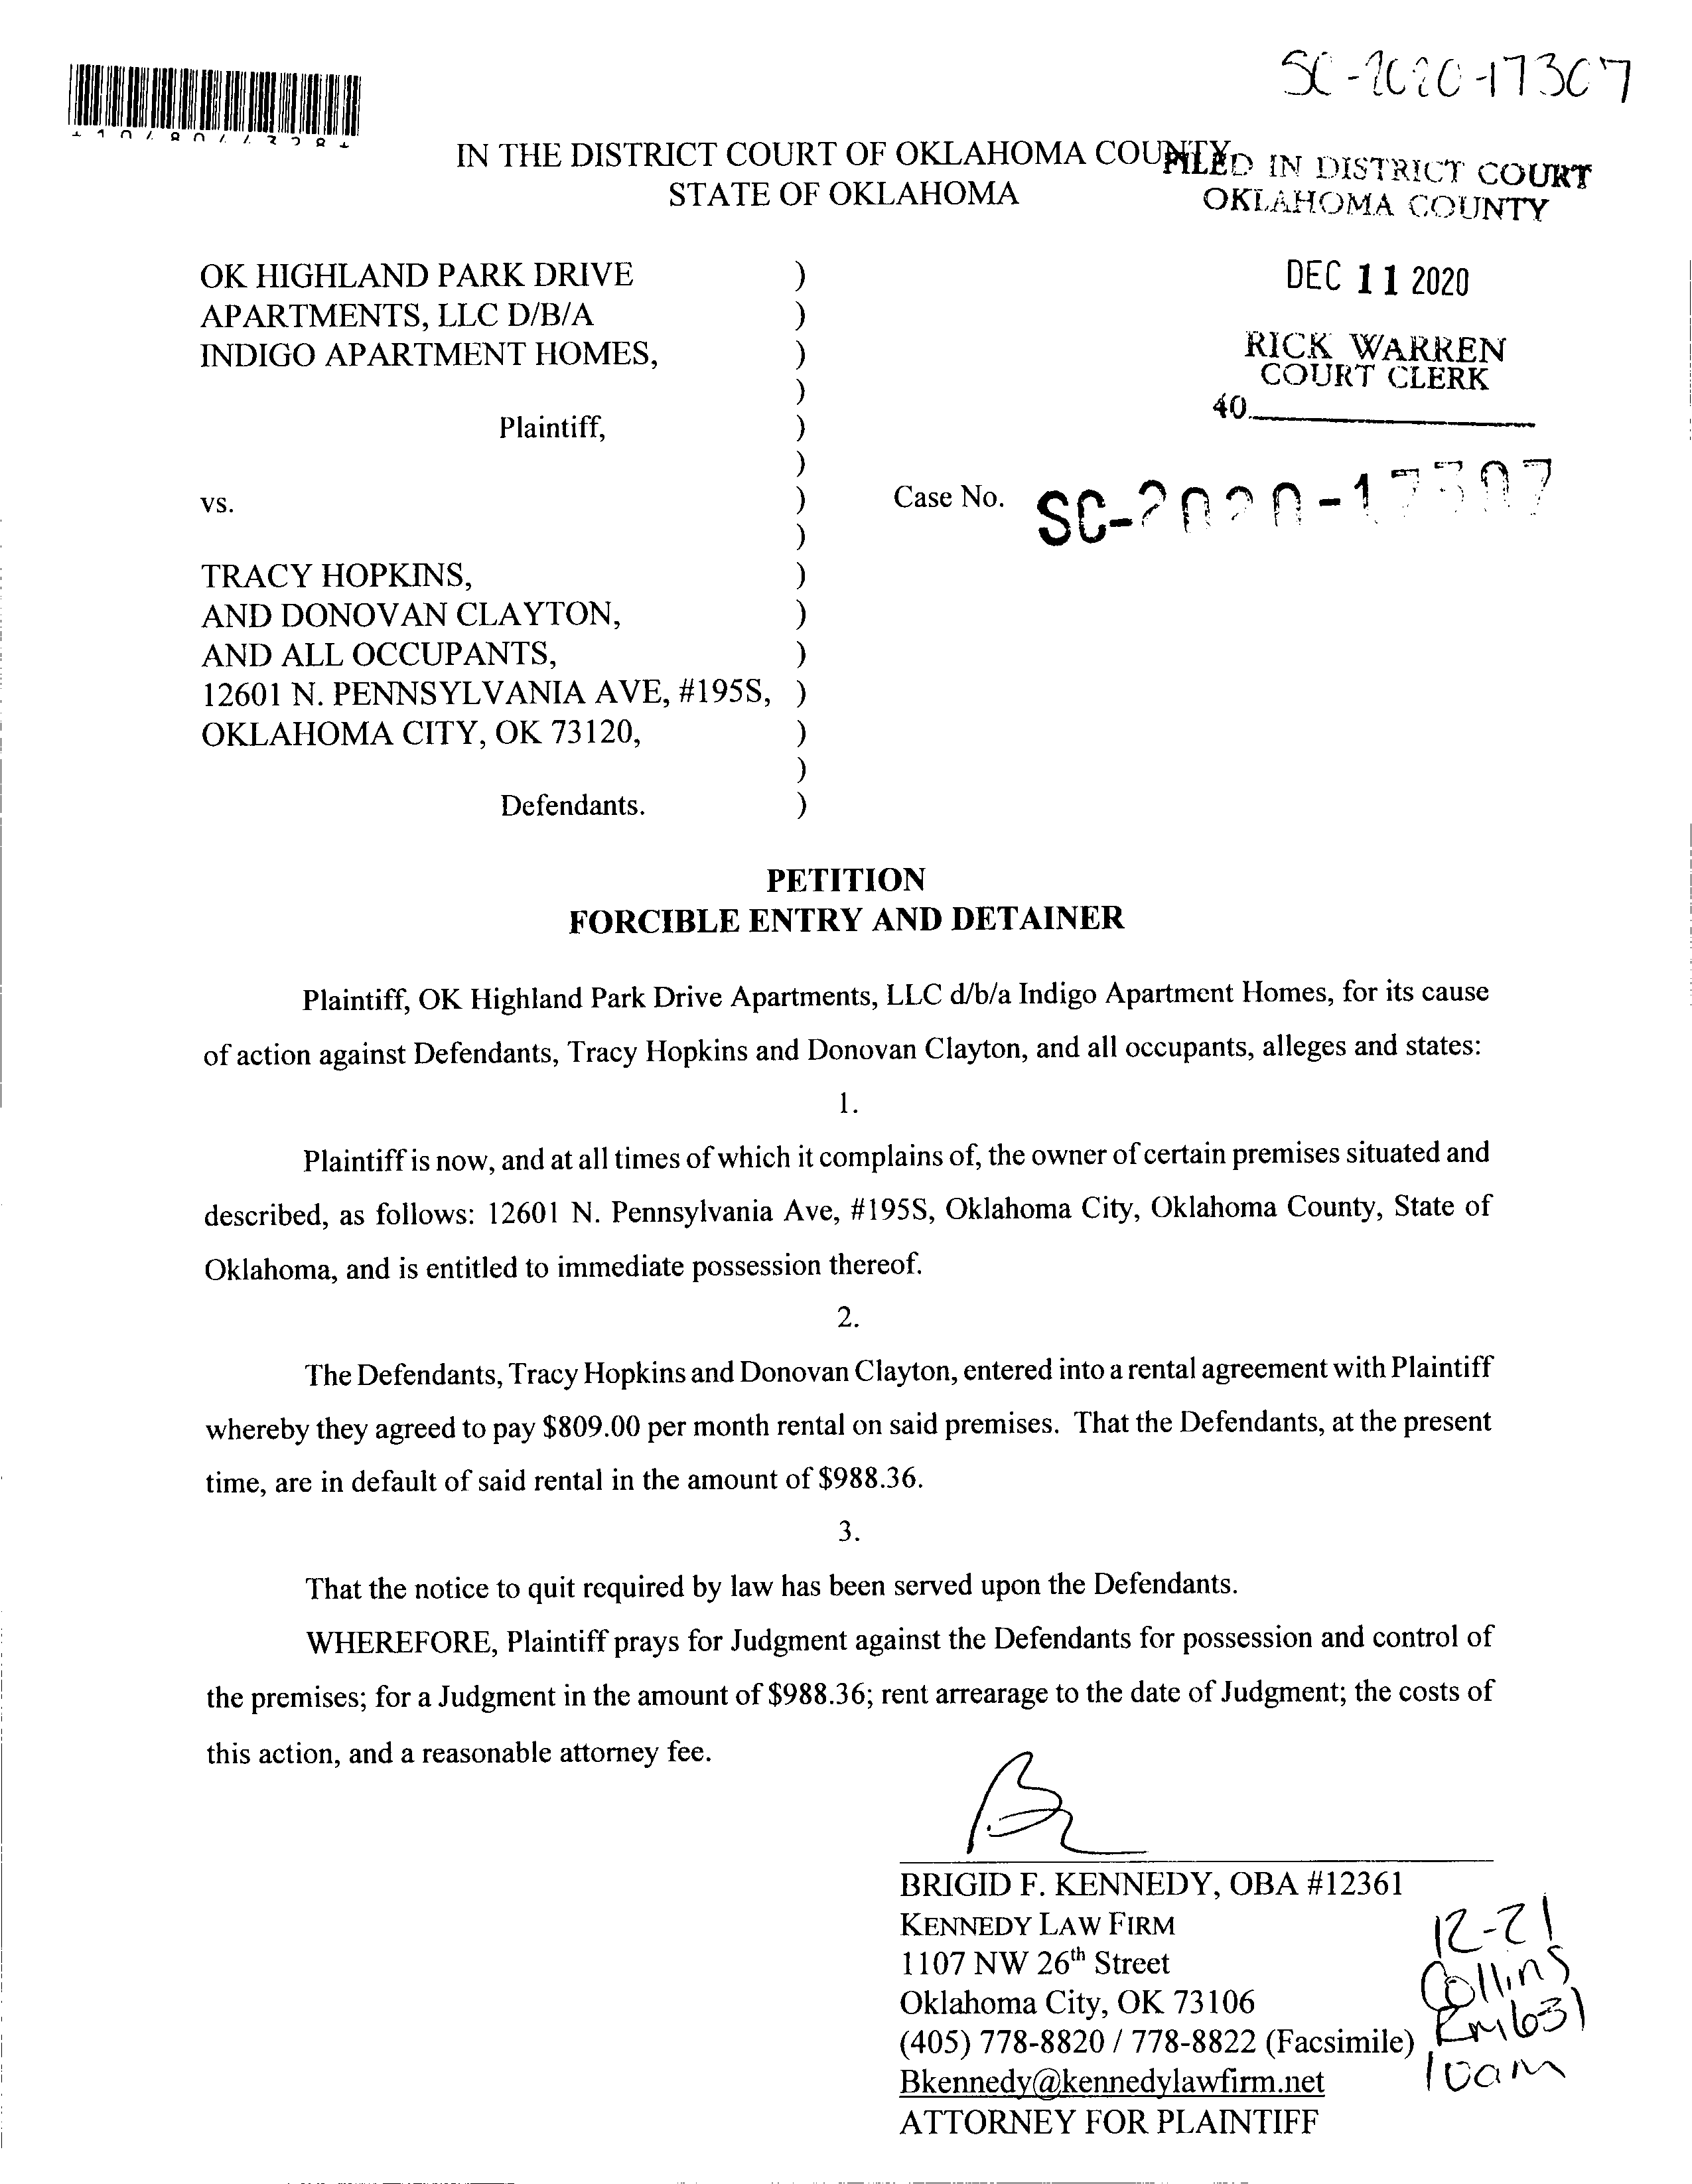 SC-2020-17307
IN THE DISTRICT COURT OF OKLAHOMA COUNTY
STATE OF OKLAHOMA
FILED IN DISTRICT COURT
OKLAHOMA COUNTY
DEC 11 2020
RICK WARREN
COURT CLERK
40
OK HIGHLAND PARK DRIVE )
APARTMENTS, LLC D/B/A )
INDIGO APARTMENT HOMES, )
)
Plaintiff, )
)
vs. ) Case No. SC-2020-17307
)
TRACY HOPKINS, )
AND DONOVAN CLAYTON, )
AND ALL OCCUPANTS, )
12601 N. PENNSYLVANIA AVE, #195S, )
OKLAHOMA CITY, OK 73120, )
)
Defendants. )
PETITION
FORCIBLE ENTRY AND DETAINER
Plaintiff, OK Highland Park Drive Apartments, LLC d/b/a Indigo Apartment Homes, for its cause
of action against Defendants, Tracy Hopkins and Donovan Clayton, and all occupants, alleges and states:
1.
Plaintiff is now, and at all times of which it complains of, the owner of certain premises situated and
described, as follows: 12601 N. Pennsylvania Ave, #195S, Oklahoma City, Oklahoma County, State of
Oklahoma, and is entitled to immediate possession thereof.
2.
The Defendants, Tracy Hopkins and Donovan Clayton, entered into a rental agreement with Plaintiff
whereby they agreed to pay $809.00 per month rental on said premises. That the Defendants, at the present
time, are in default of said rental in the amount of $988.36.
3.
That the notice to quit required by law has been served upon the Defendants.
WHEREFORE, Plaintiff prays for Judgment against the Defendants for possession and control of
the premises; for a Judgment in the amount of $988.36; rent arrearage to the date of Judgment; the costs of
this action, and a reasonable attorney fee.
BRIGID F. KENNEDY, OBA #12361
KENNEDY LAW FIRM
1107 NW 26th Street
Oklahoma City, OK 73106
(405) 778-8820 / 778-8822 (Facsimile)
Bkennedy@kennedylawfirm.net
ATTORNEY FOR PLAINTIFF
12-21
Collins
Rm 631
10am